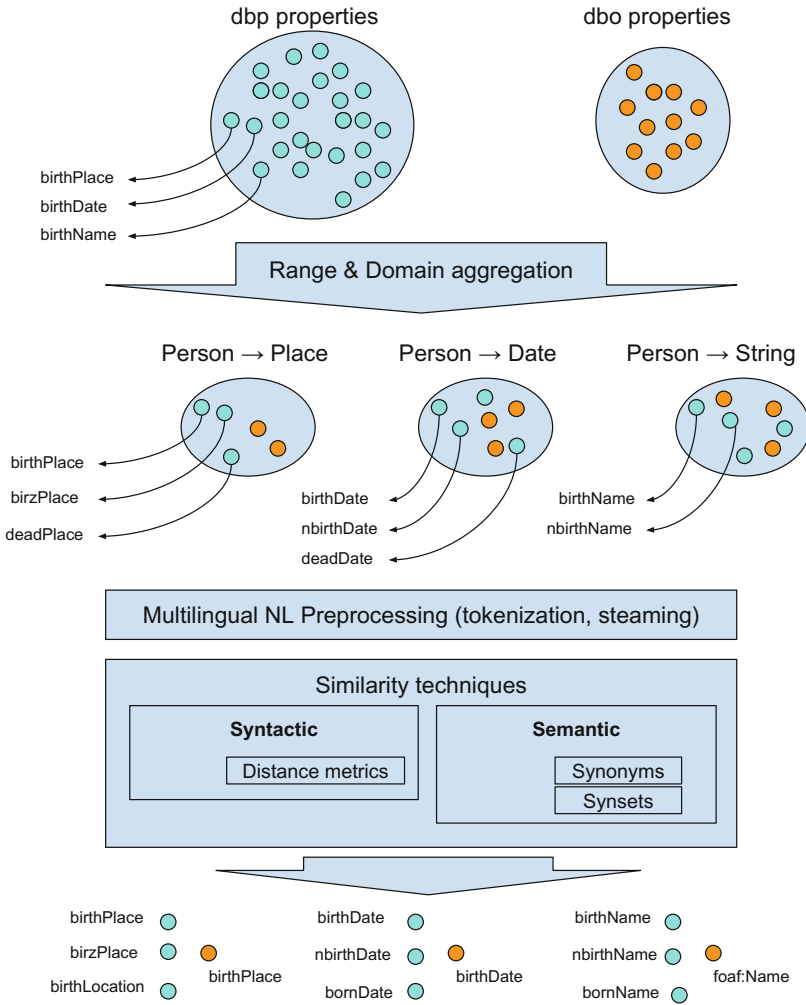 dbp properties
dbo properties
birthPlace
birthDate
birthName
Range & Domain aggregation
Person → Place
Person → Date
Person → String
birthPlace
birzPlace
deadPlace
birthDate
nbirthDate
deadDate
birthName
nbirthName
Multilingual NL Preprocessing (tokenization, steaming)
Similarity techniques
Syntactic
Distance metrics
Semantic
Synonyms
Synsets
birthPlace
birzPlace
birthLocation
birthPlace
birthDate
nbirthDate
bornDate
birthDate
birthName
nbirthName
bornName
foaf:Name